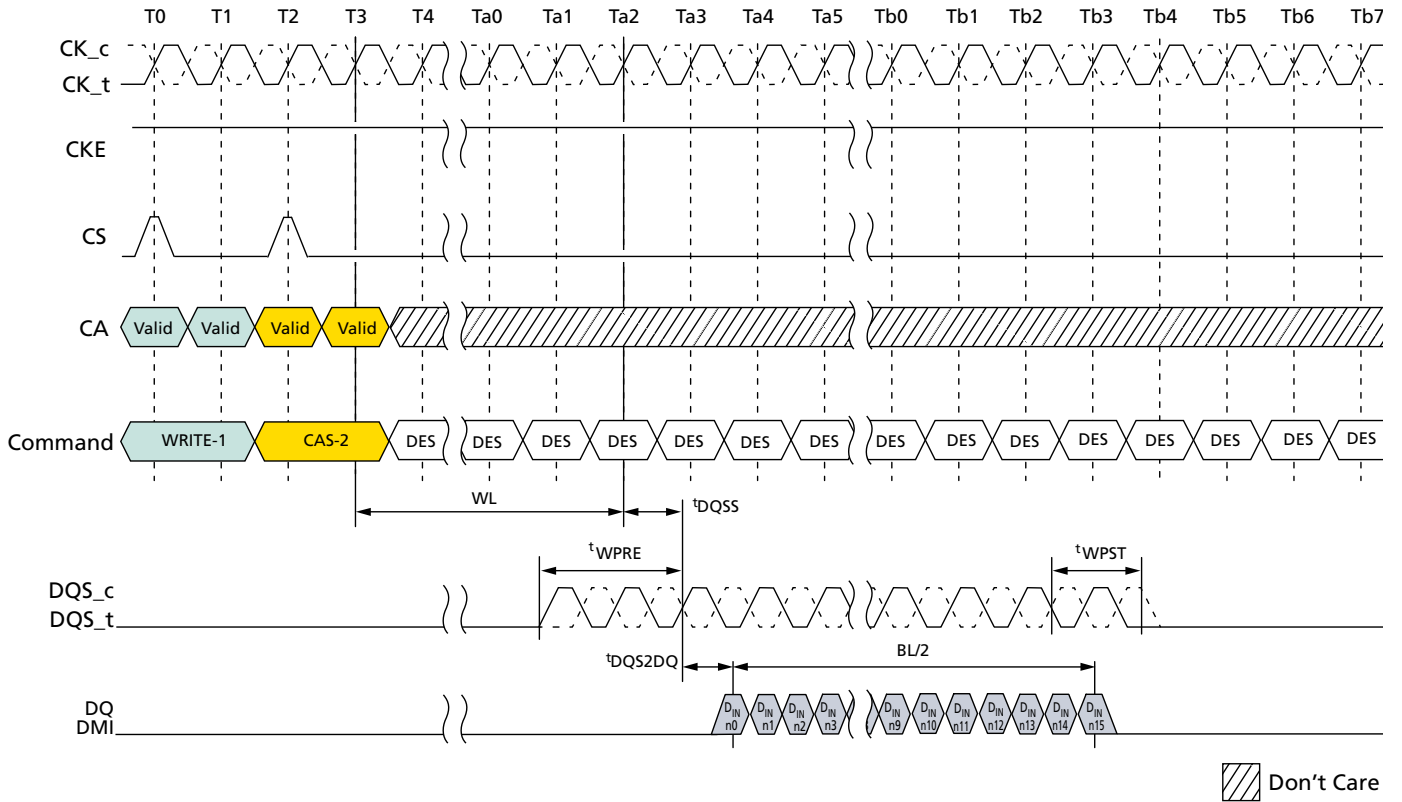 T0 T1 T2 T3 T4 Ta0 Ta1 Ta2 Ta3 Ta4 Ta5 Tb0 Tb1 Tb2 Tb3 Tb4 Tb5 Tb6 Tb7
CK_c
CK_t
CKE
CS
CA Valid Valid Valid Valid
Command WRITE-1 CAS-2 DES DES DES DES DES DES DES DES DES DES DES DES DES DES DES
WL tDQSS
tWPRE tWPST
DQS_c
DQS_t
tDQS2DQ BL/2
DQ DIN DIN DIN DIN DIN DIN DIN DIN DIN DIN DIN
DMI n0 n1 n2 n3 n9 n10 n11 n12 n13 n14 n15
Don't Care